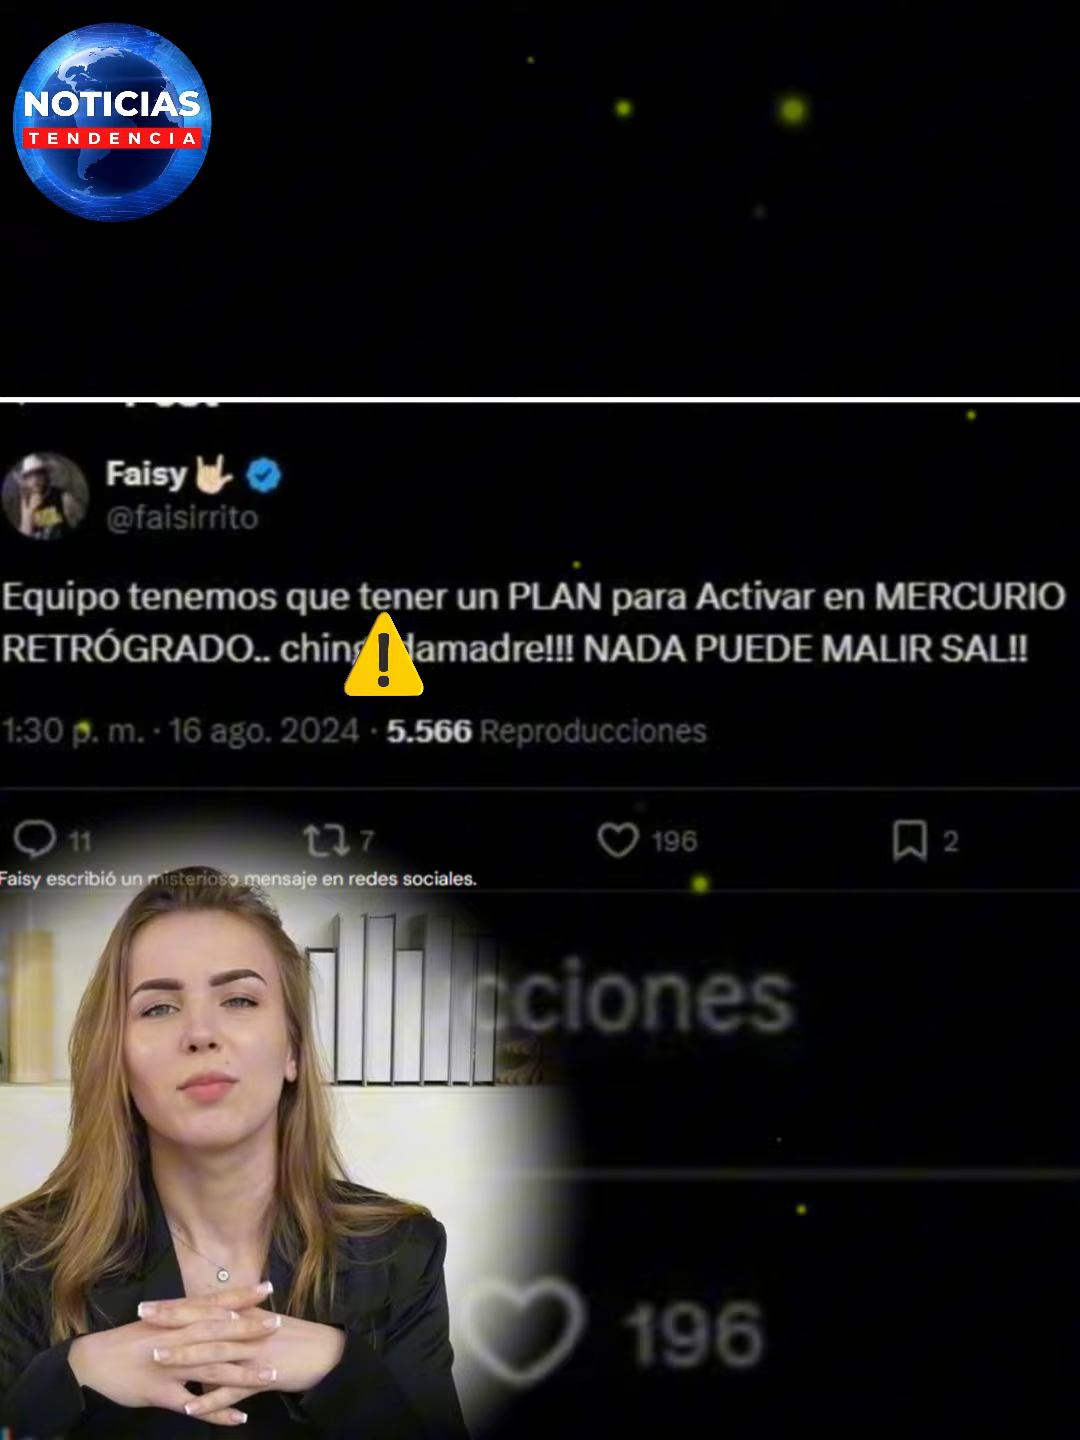 NOTICIAS
TENDENCIA
Faisy
@faisirrito
Equipo tenemos que tener un PLAN para Activar en MERCURIO
RETRÓGRADO.. ching lamadre!!! NADA PUEDE MALIR SAL!!
1:30 p. m. · 16 ago. 2024 · 5.566 Reproducciones
11 7 196 2
Faisy escribió un misterioso mensaje en redes sociales.
cciones
196